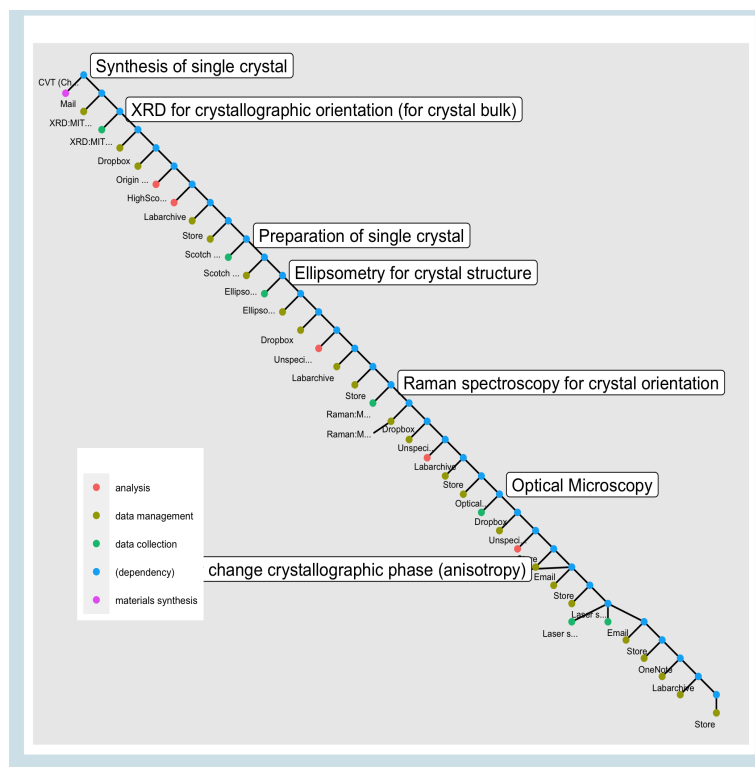 Synthesis of single crystal
CVT (Ch...
Mail
XRD for crystallographic orientation (for crystal bulk)
XRD:MIT...
XRD:MIT...
Dropbox
Origin ...
HighSco...
Labarchive
Store
Preparation of single crystal
Scotch ...
Scotch ...
Ellipsometry for crystal structure
Ellipso...
Ellipso...
Dropbox
Unspeci...
Labarchive
Raman spectroscopy for crystal orientation
Store
Raman:M...
Dropbox
Raman:M...
Unspeci...
Labarchive
Store
Optical Microscopy
Optical...
Dropbox
Unspeci...
change crystallographic phase (anisotropy)
Email
Store
Laser s...
Laser s...
Email
Store
OneNote
Labarchive
Store
analysis
data management
data collection
(dependency)
materials synthesis